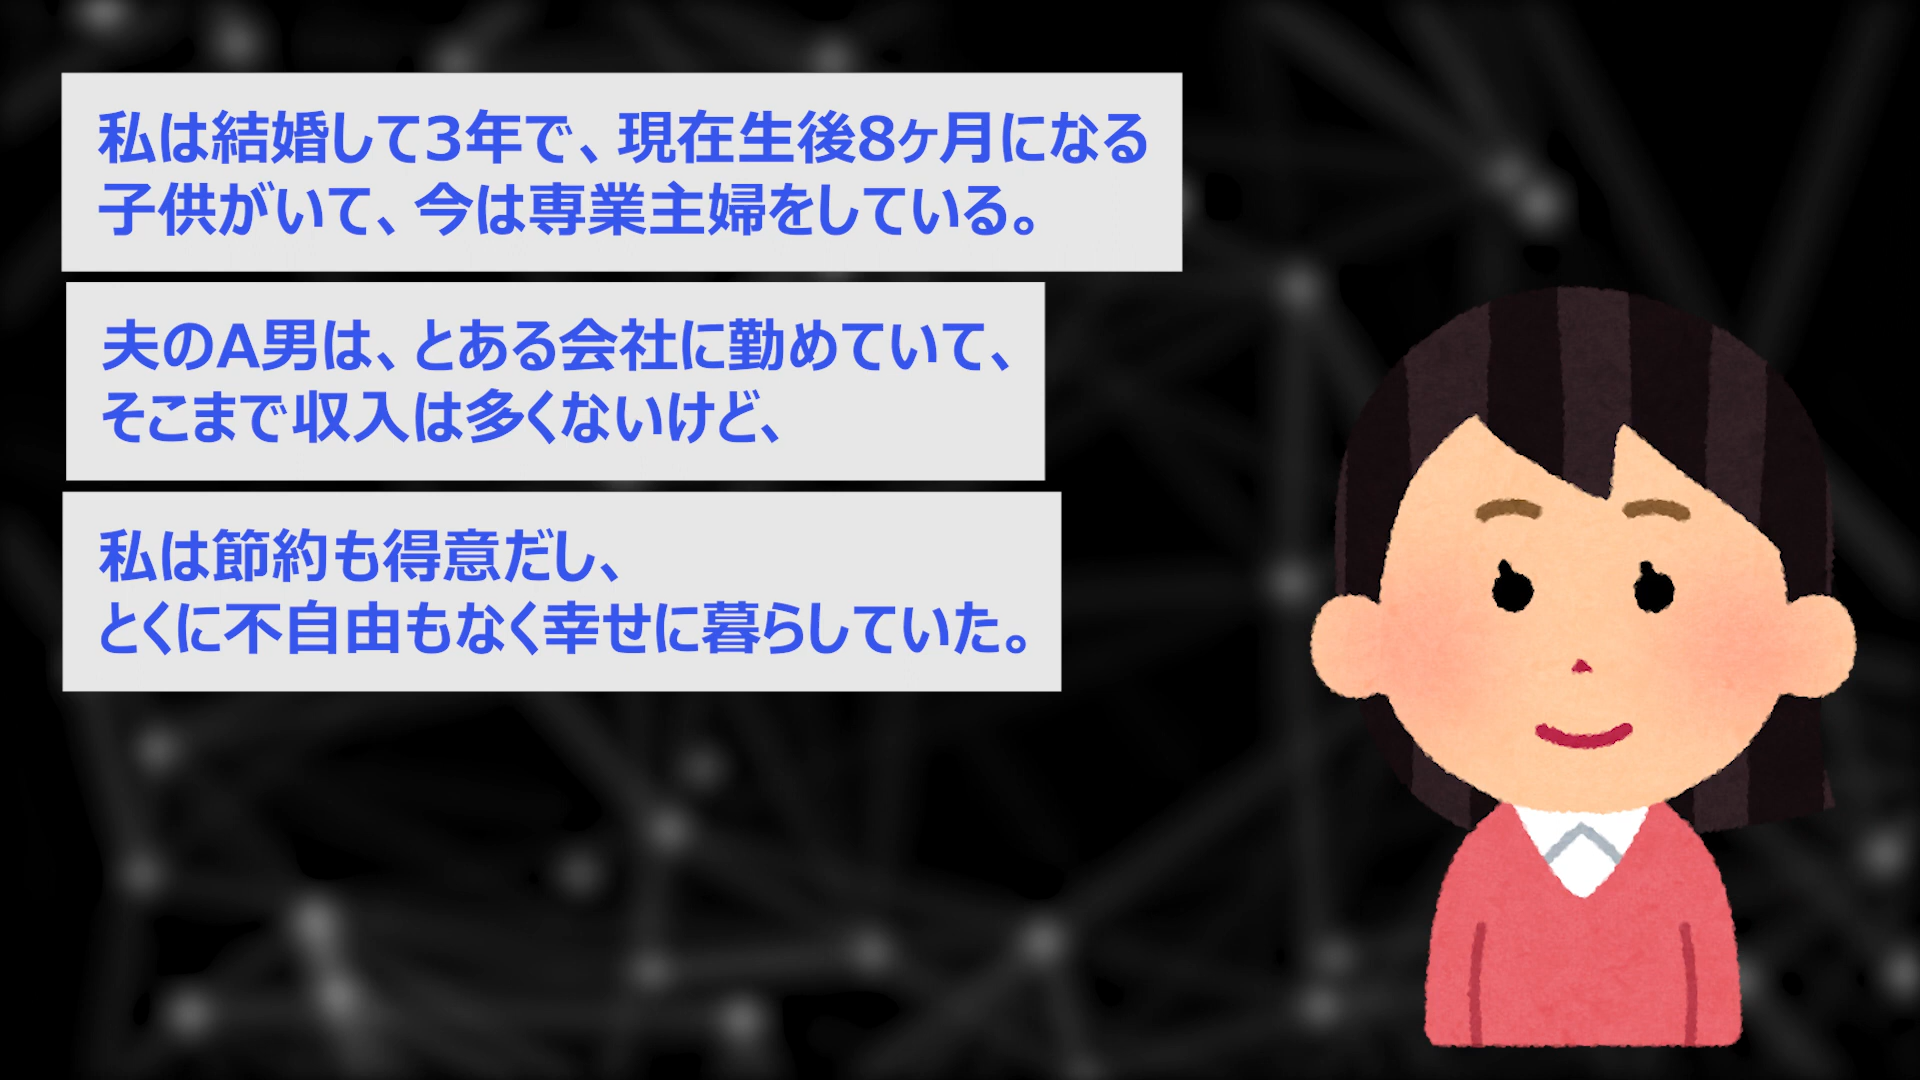 私は結婚して3年で、現在生後8ヶ月になる
子供がいて、今は専業主婦をしている。
夫のA男は、とある会社に勤めていて、
そこまで収入は多くないけど、
私は節約も得意だし、
とくに不自由もなく幸せに暮らしていた。